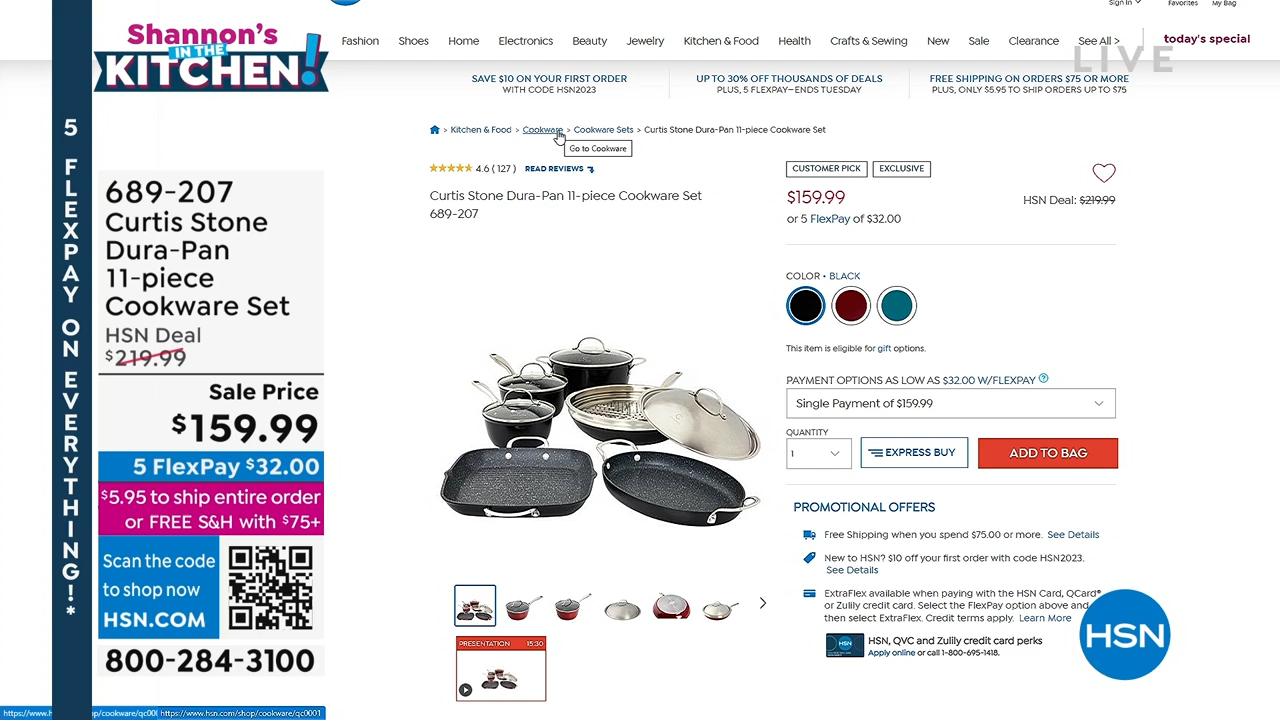 Shannon's
IN THE
KITCHEN!
5 FLEXPAY ON EVERYTHING!*
689-207
Curtis Stone
Dura-Pan
11-piece
Cookware Set
HSN Deal
$219.99
Sale Price
$159.99
5 FlexPay $32.00
$5.95 to ship entire order
or FREE S&H with $75+
Scan the code
to shop now
HSN.COM
800-284-3100
Sign In
Favorites
My Bag
Fashion Shoes Home Electronics Beauty Jewelry Kitchen & Food Health Crafts & Sewing New Sale Clearance See All >
today's special
LIVE
SAVE $10 ON YOUR FIRST ORDER
WITH CODE HSN2023
UP TO 30% OFF THOUSANDS OF DEALS
PLUS, 5 FLEXPAY—ENDS TUESDAY
FREE SHIPPING ON ORDERS $75 OR MORE
PLUS, ONLY $5.95 TO SHIP ORDERS UP TO $75
> Kitchen & Food > Cookware > Cookware Sets > Curtis Stone Dura-Pan 11-piece Cookware Set
Go to Cookware
4.6 (127) READ REVIEWS
Curtis Stone Dura-Pan 11-piece Cookware Set
689-207
CUSTOMER PICK
EXCLUSIVE
$159.99
HSN Deal: $219.99
or 5 FlexPay of $32.00
COLOR • BLACK
This item is eligible for gift options.
PAYMENT OPTIONS AS LOW AS $32.00 W/FLEXPAY ?
Single Payment of $159.99
QUANTITY
1
EXPRESS BUY
ADD TO BAG
PROMOTIONAL OFFERS
Free Shipping when you spend $75.00 or more. See Details
New to HSN? $10 off your first order with code HSN2023.
See Details
ExtraFlex available when paying with the HSN Card, QCard®
or Zulily credit card. Select the FlexPay option above and
then select ExtraFlex. Credit terms apply. Learn More
HSN, QVC and Zulily credit card perks
Apply online or call 1-800-695-1418.
PRESENTATION 15:30
HSN
https://www.hsn.com/shop/cookware/qc0001